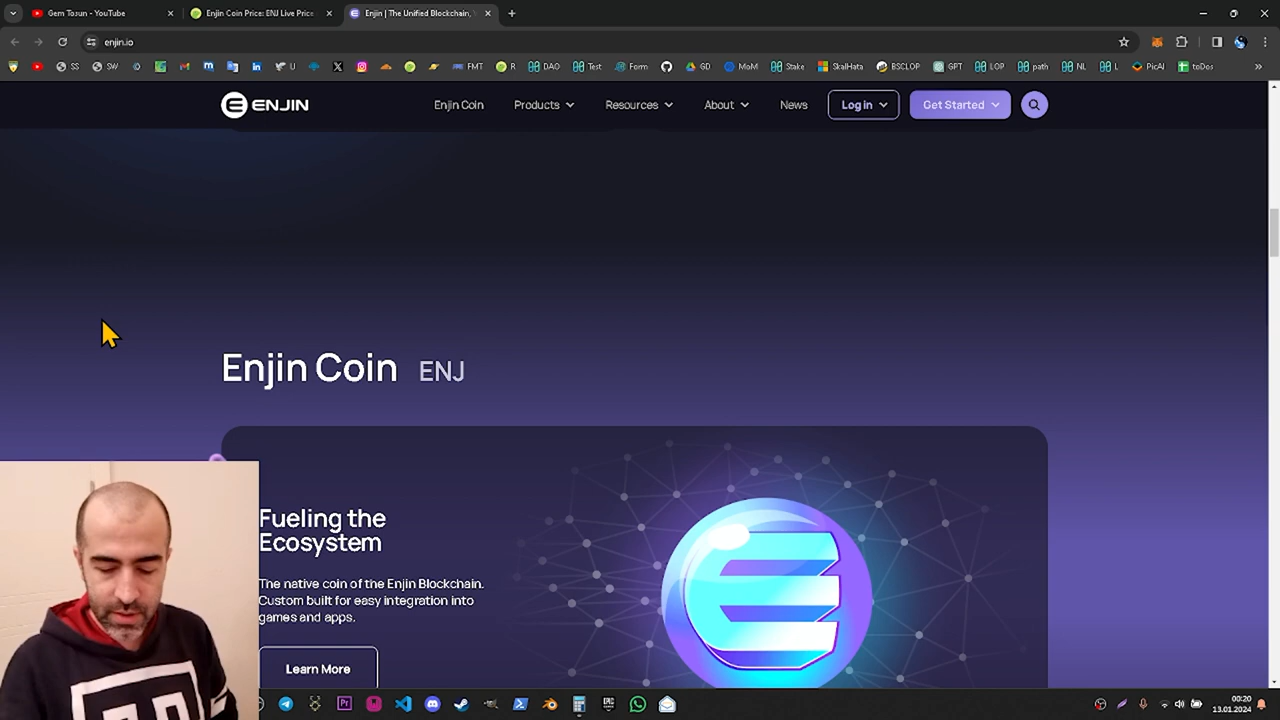 Gem Tosun - YouTube
Enjin Coin Price: ENJ Live Price
Enjin | The Unified Blockchain,
enjin.io
SS
SW
U
PMT
R
DAO
Test
Form
GD
MoM
Stake
SkalHata
BSCLOP
GPT
LOP
path
NL
L
PicAI
toDos
ENJIN
Enjin Coin
Products
Resources
About
News
Log in
Get Started
Enjin Coin ENJ
Fueling the
Ecosystem
The native coin of the Enjin Blockchain.
Custom built for easy integration into
games and apps.
Learn More
00:20
13.01.2024